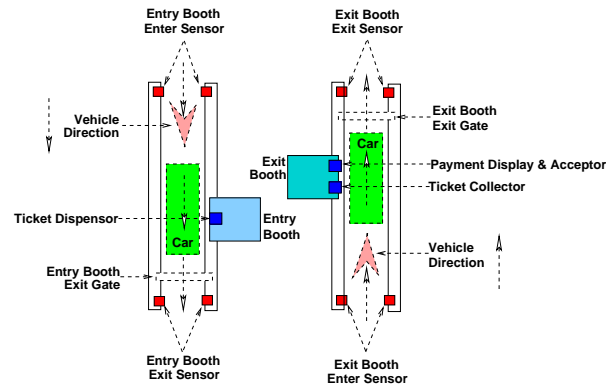 Entry Booth
Enter Sensor
Exit Booth
Exit Sensor
Vehicle
Direction
Exit Booth
Exit Gate
Car
Exit
Booth
Payment Display & Acceptor
Ticket Collector
Ticket Dispensor
Entry
Booth
Car
Vehicle
Direction
Entry Booth
Exit Gate
Entry Booth
Exit Sensor
Exit Booth
Enter Sensor